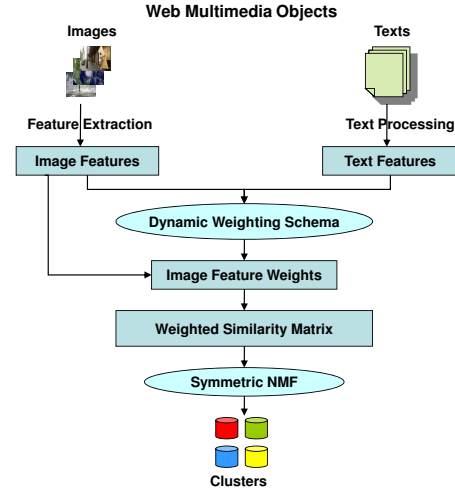 Web Multimedia Objects
Images
Texts
Feature Extraction
Text Processing
Image Features
Text Features
Dynamic Weighting Schema
Image Feature Weights
Weighted Similarity Matrix
Symmetric NMF
Clusters